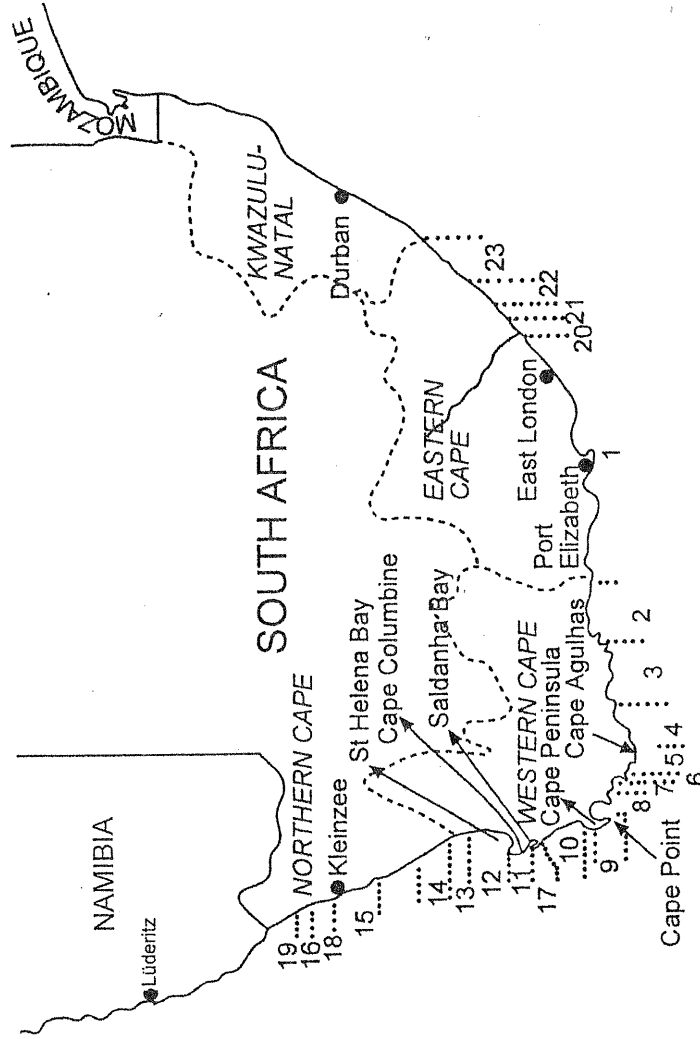 MOZAMBIQUE
NAMIBIA
Lüderitz
SOUTH AFRICA
KWAZULU-
NATAL
Durban
NORTHERN CAPE
Kleinzee
St Helena Bay
Cape Columbine
Saldanha Bay
EASTERN
CAPE
East London
Port
Elizabeth
WESTERN CAPE
Cape Peninsula
Cape Agulhas
Cape Point
19
16
18
15
14
13
12
11
17
10
9
8
7
6
5
4
3
2
1
20
21
22
23